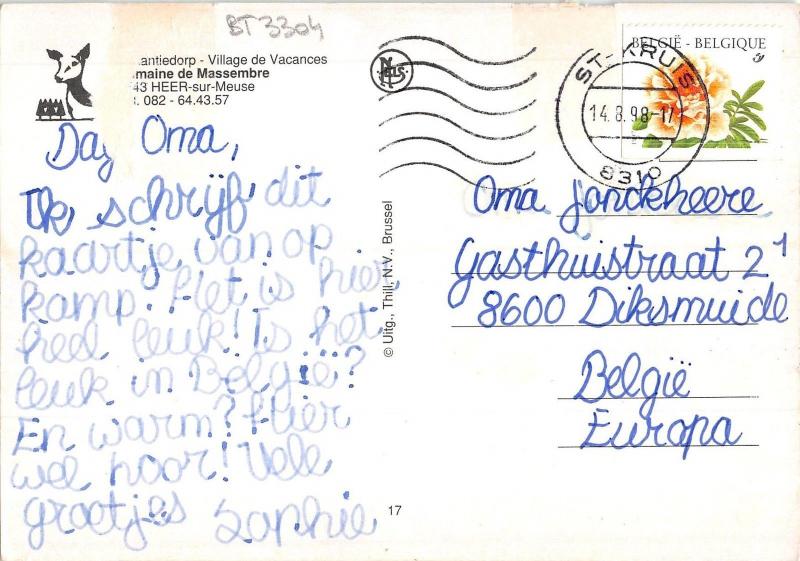 BT3304
antiedorp - Village de Vacances
maine de Massembre
43 HEER-sur-Meuse
. 082 - 64.43.57
Dag Oma,
Ik schrijf dit
kaartje van op
kamp. Het is hier
heel leuk! Is het
leuk in België?
En warm? Hier
wel hoor! Vele
groetjes Sophie
NELS
© Uitg., Thill, N.V., Brussel
17
BELGIË - BELGIQUE
ST-KRUIS
14.8.98-17
8310
Oma Jonckheere
Gasthuistraat 2¹
8600 Diksmuide
België
Europa